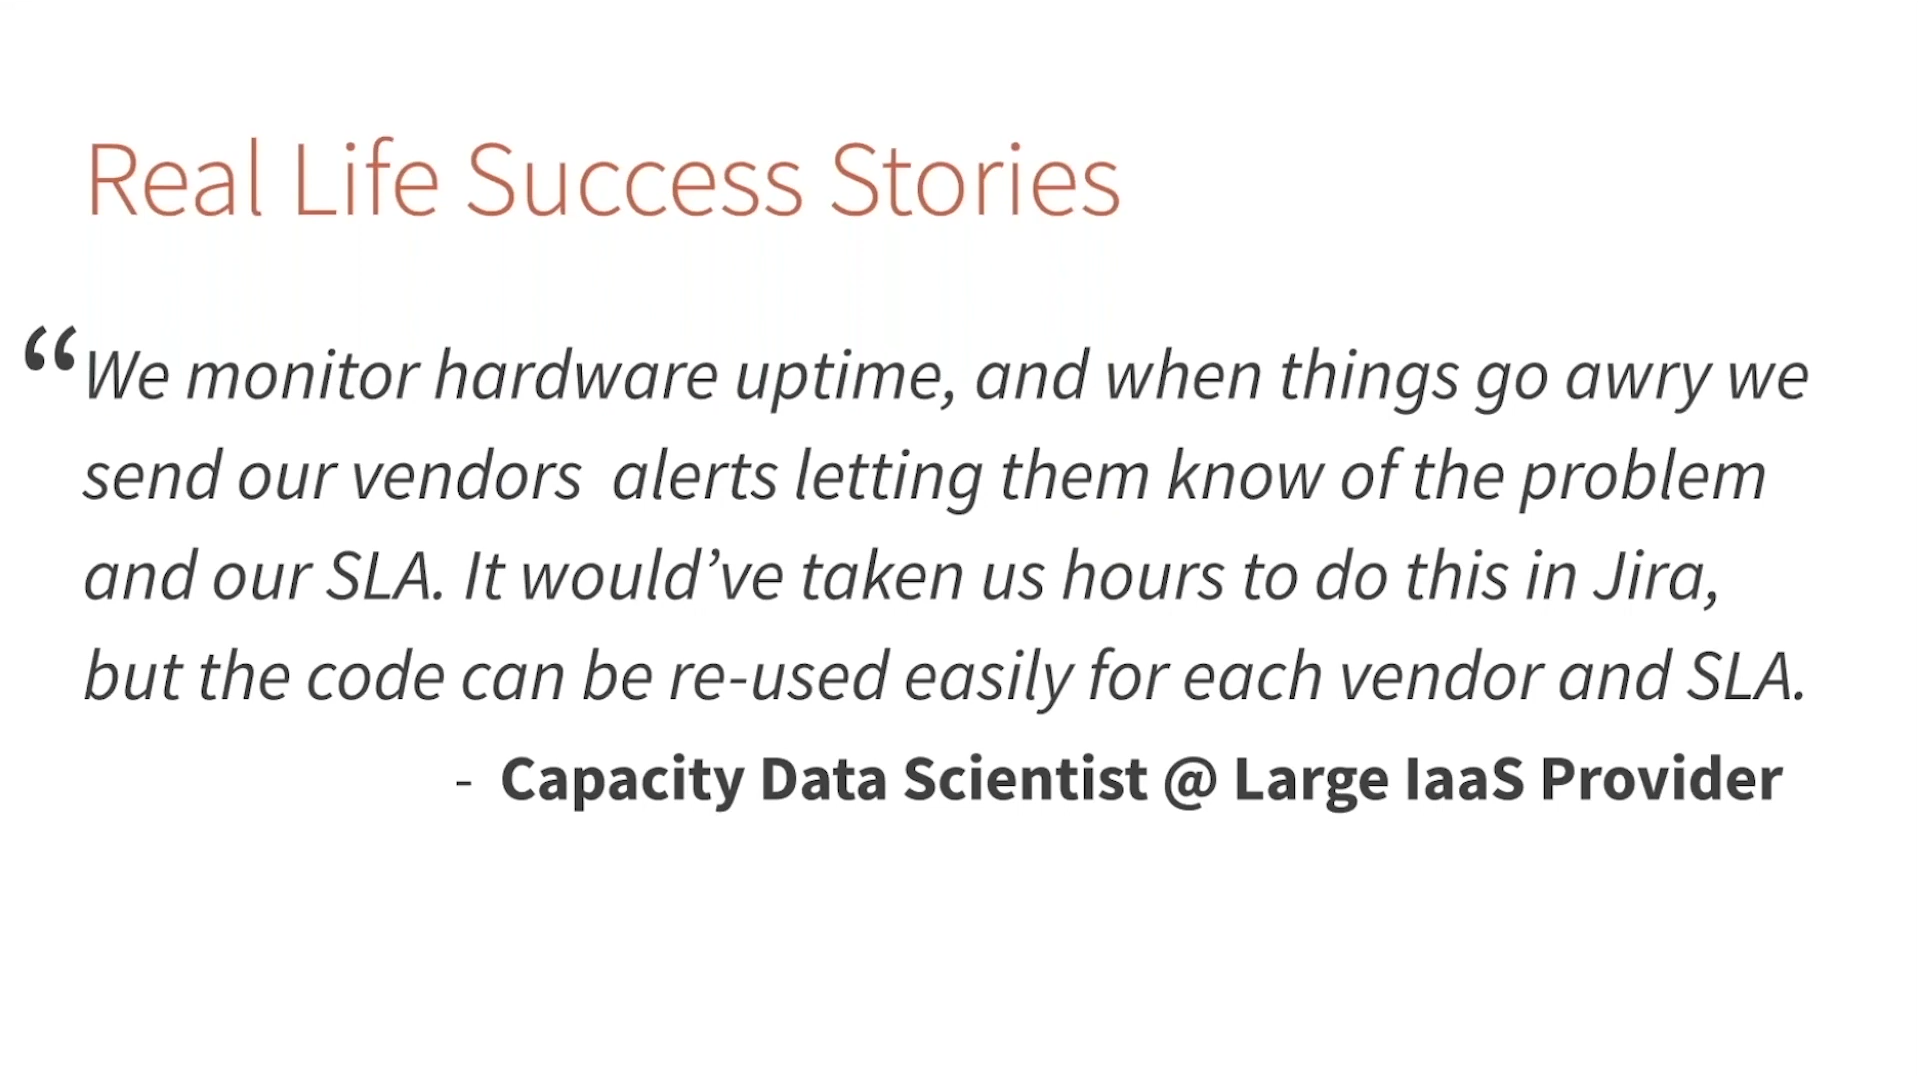 Real Life Success Stories
“We monitor hardware uptime, and when things go awry we
send our vendors  alerts letting them know of the problem
and our SLA. It would’ve taken us hours to do this in Jira,
but the code can be re-used easily for each vendor and SLA.
- Capacity Data Scientist @ Large IaaS Provider